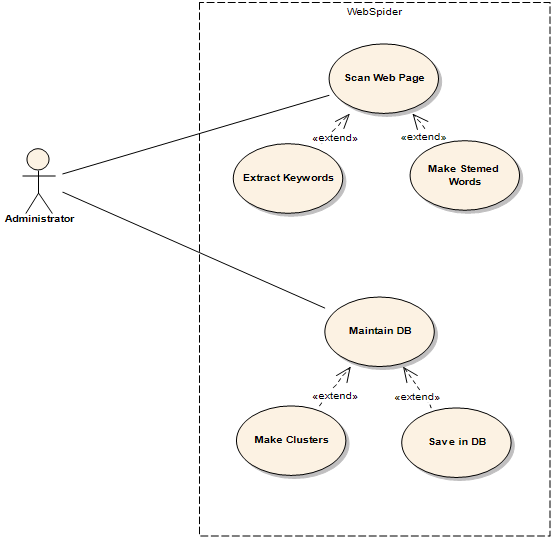 WebSpider
Scan Web Page
«extend»
«extend»
Extract Keywords
Make Stemed
Words
Administrator
Maintain DB
«extend»
«extend»
Make Clusters
Save in DB